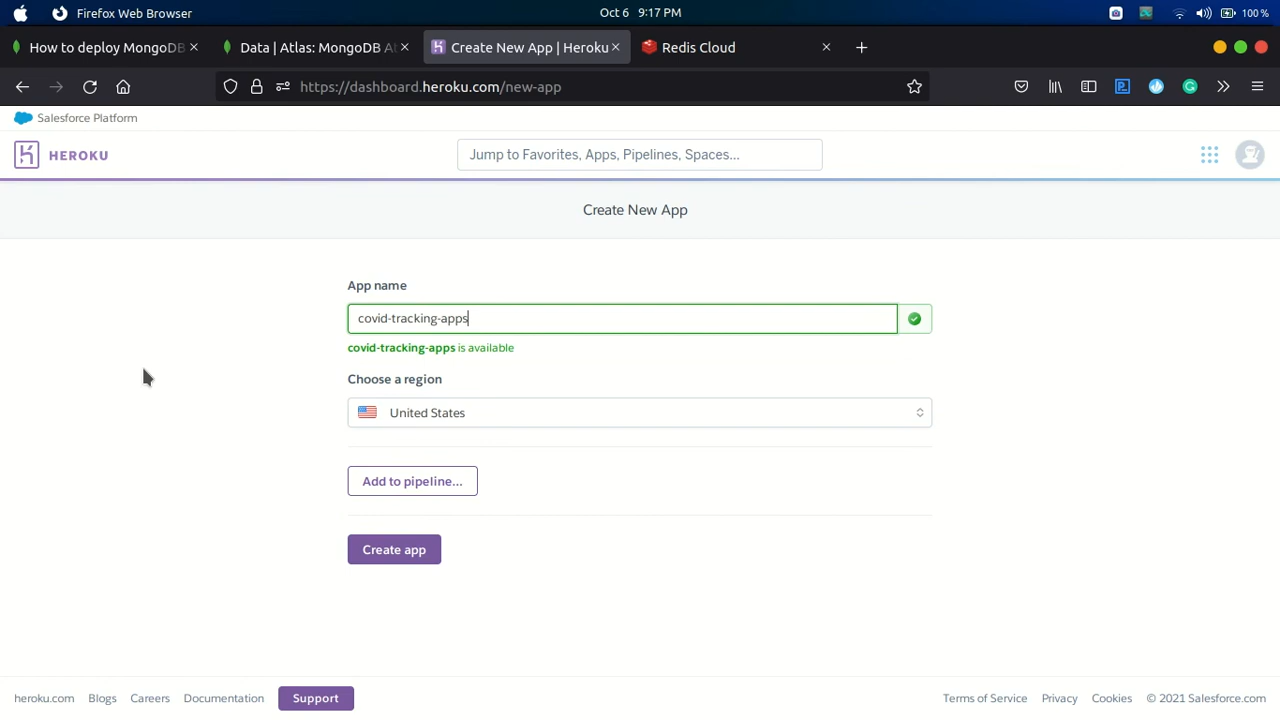 Firefox Web Browser
Oct 6 9:17 PM
100 %
How to deploy MongoDB
Data | Atlas: MongoDB At
Create New App | Heroku
Redis Cloud
https://dashboard.heroku.com/new-app
Salesforce Platform
HEROKU
Jump to Favorites, Apps, Pipelines, Spaces...
Create New App
App name
covid-tracking-apps
covid-tracking-apps is available
Choose a region
United States
Add to pipeline...
Create app
heroku.com Blogs Careers Documentation Support
Terms of Service Privacy Cookies © 2021 Salesforce.com